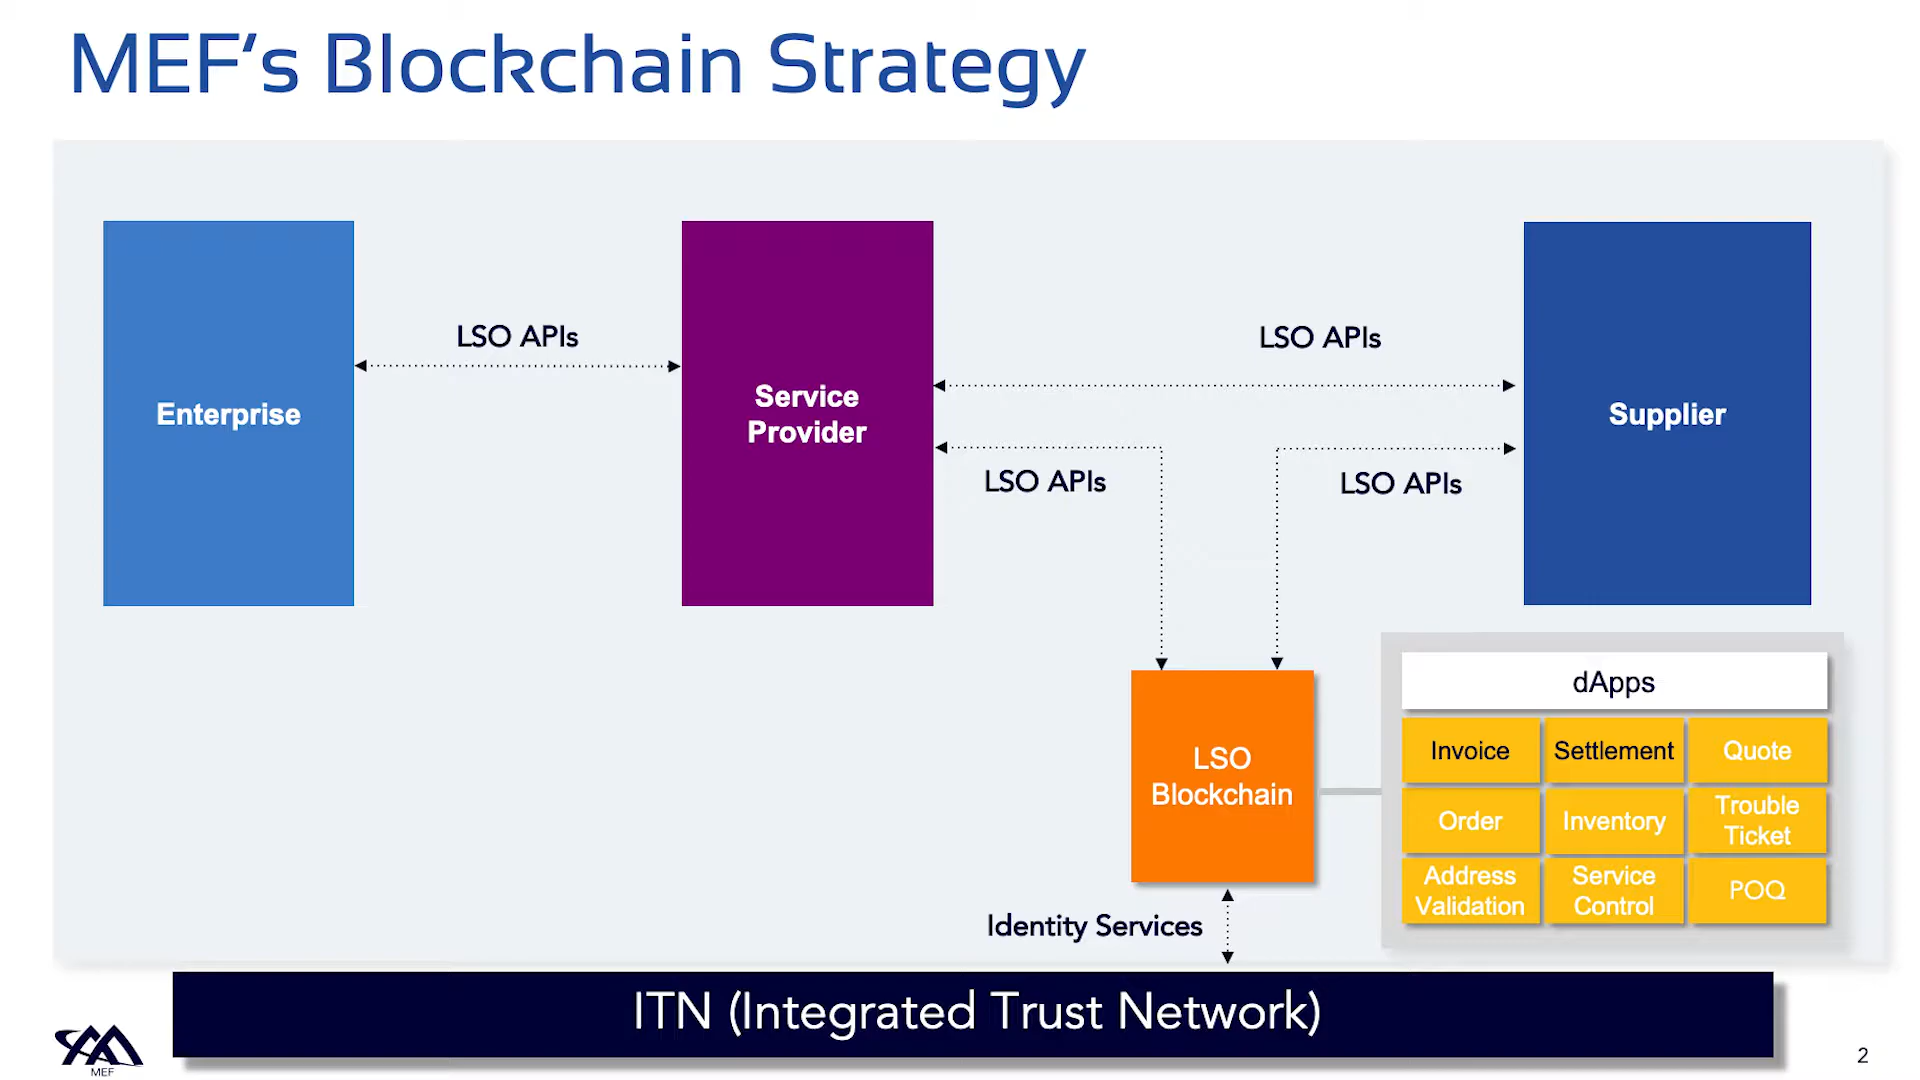 MEF's Blockchain Strategy
LSO APIs
LSO APIs
Enterprise
Service
Provider
Supplier
LSO APIs
LSO APIs
dApps
Invoice
Settlement
Quote
Order
Inventory
Trouble
Ticket
Address
Validation
Service
Control
POQ
LSO
Blockchain
Identity Services
ITN (Integrated Trust Network)
MEF
2